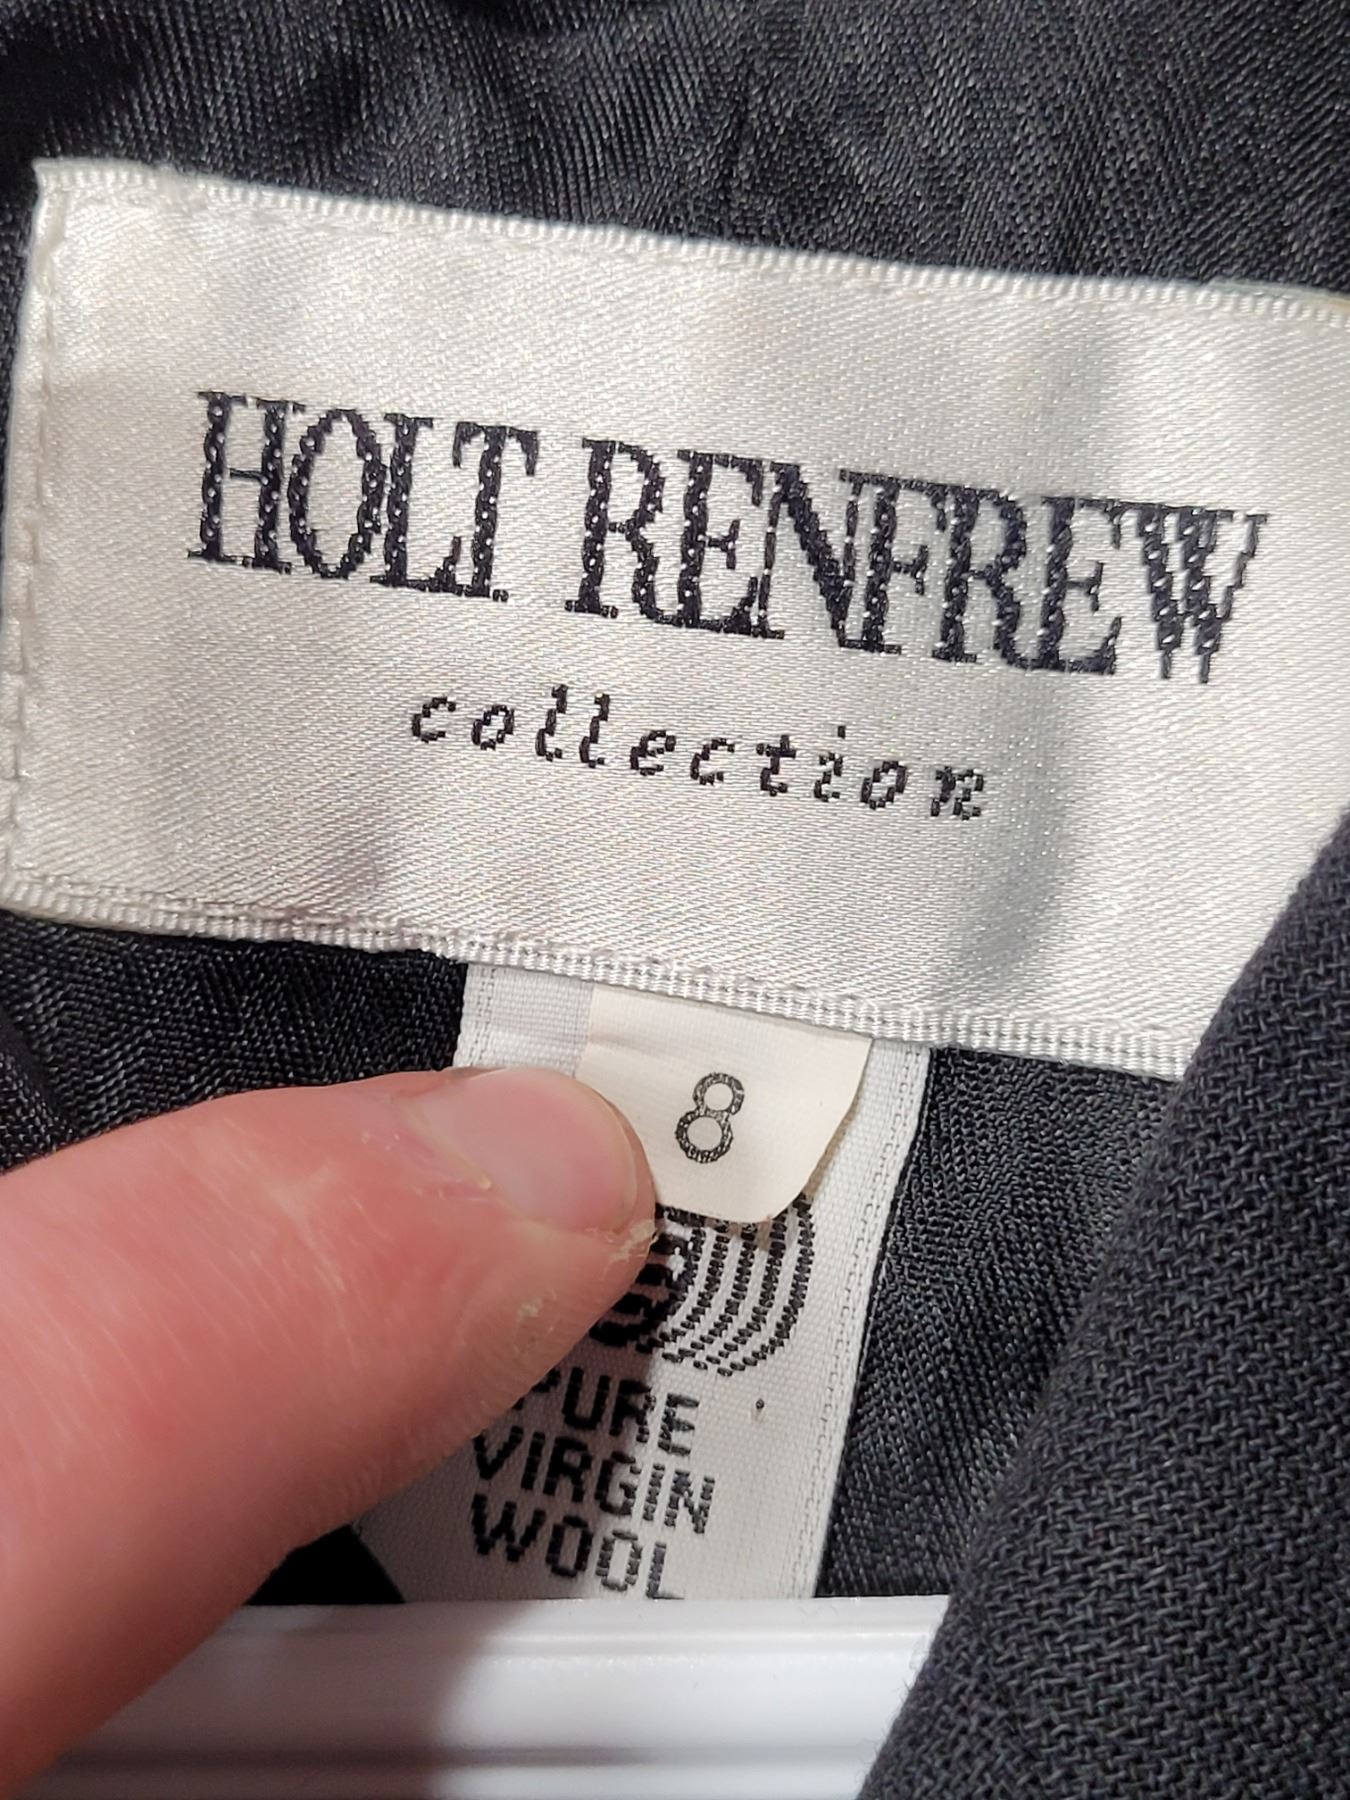 HOLT RENFREW
collection
8
PURE
VIRGIN
WOOL